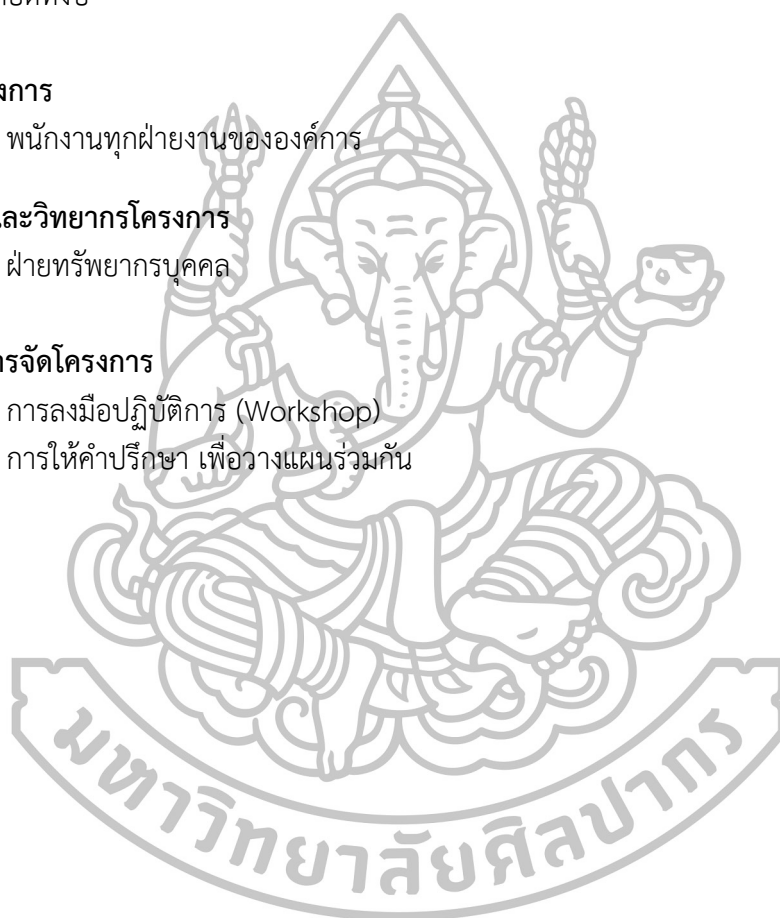 งการ
พนักงานทุกฝ่ายงานขององค์การ
และวิทยากรโครงการ
ฝ่ายทรัพยากรบุคคล
ารจัดโครงการ
การลงมือปฏิบัติการ (Workshop)
การให้คำปรึกษา เพื่อวางแผนร่วมกัน
มหาวิทยาลัยศิลปากร